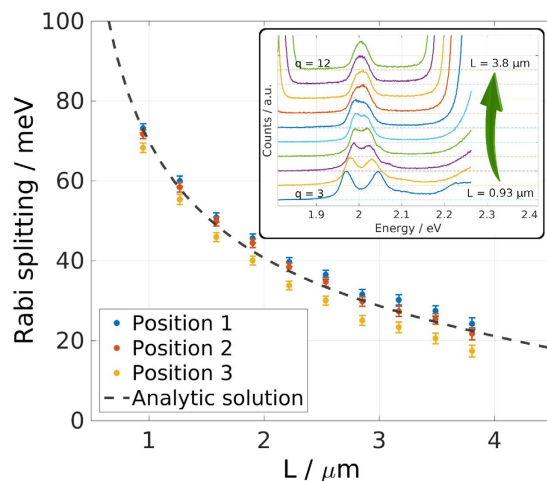 100
80
60
40
20
0
Rabi splitting / meV
1
2
3
4
L / μm
Position 1
Position 2
Position 3
Analytic solution
q = 12
L = 3.8 μm
Counts / a.u.
q = 3
L = 0.93 μm
1.9
2
2.1
2.2
2.3
2.4
Energy / eV